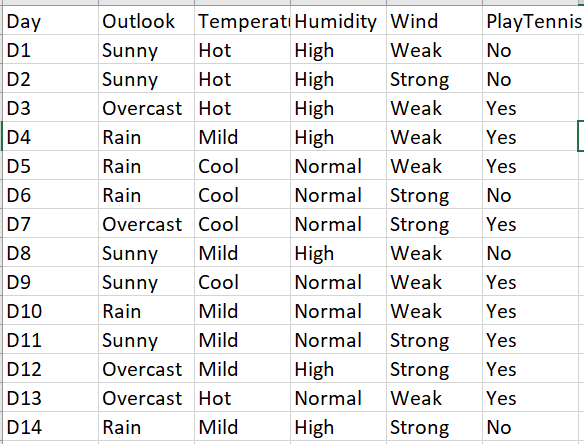 Day Outlook Temperatu Humidity Wind PlayTennis
D1 Sunny Hot High Weak No
D2 Sunny Hot High Strong No
D3 Overcast Hot High Weak Yes
D4 Rain Mild High Weak Yes
D5 Rain Cool Normal Weak Yes
D6 Rain Cool Normal Strong No
D7 Overcast Cool Normal Strong Yes
D8 Sunny Mild High Weak No
D9 Sunny Cool Normal Weak Yes
D10 Rain Mild Normal Weak Yes
D11 Sunny Mild Normal Strong Yes
D12 Overcast Mild High Strong Yes
D13 Overcast Hot Normal Weak Yes
D14 Rain Mild High Strong No